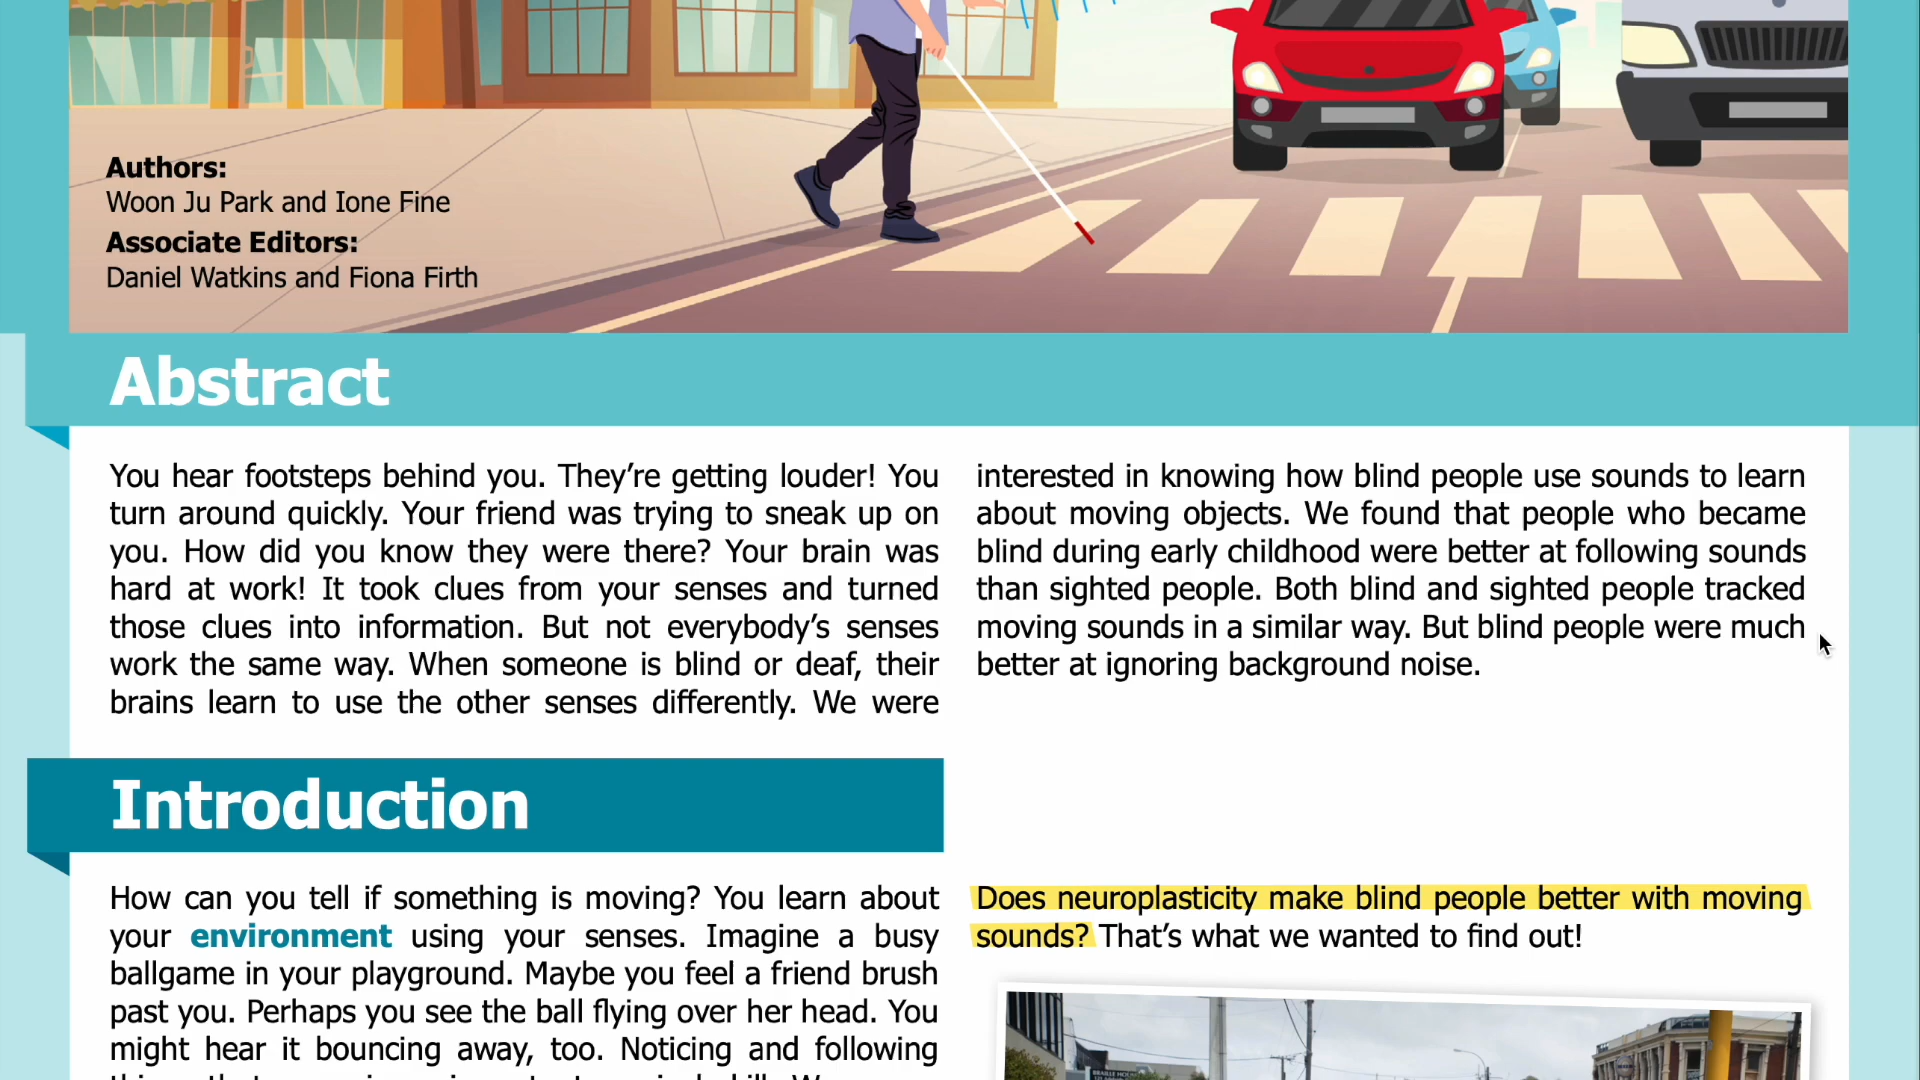 Authors:
Woon Ju Park and Ione Fine
Associate Editors:
Daniel Watkins and Fiona Firth
Abstract
You hear footsteps behind you. They’re getting louder! You
turn around quickly. Your friend was trying to sneak up on
you. How did you know they were there? Your brain was
hard at work! It took clues from your senses and turned
those clues into information. But not everybody’s senses
work the same way. When someone is blind or deaf, their
brains learn to use the other senses differently. We were
interested in knowing how blind people use sounds to learn
about moving objects. We found that people who became
blind during early childhood were better at following sounds
than sighted people. Both blind and sighted people tracked
moving sounds in a similar way. But blind people were much
better at ignoring background noise.
Introduction
How can you tell if something is moving? You learn about
your environment using your senses. Imagine a busy
ballgame in your playground. Maybe you feel a friend brush
past you. Perhaps you see the ball flying over her head. You
might hear it bouncing away, too. Noticing and following
Does neuroplasticity make blind people better with moving
sounds? That’s what we wanted to find out!
BRAILLE HOUSE